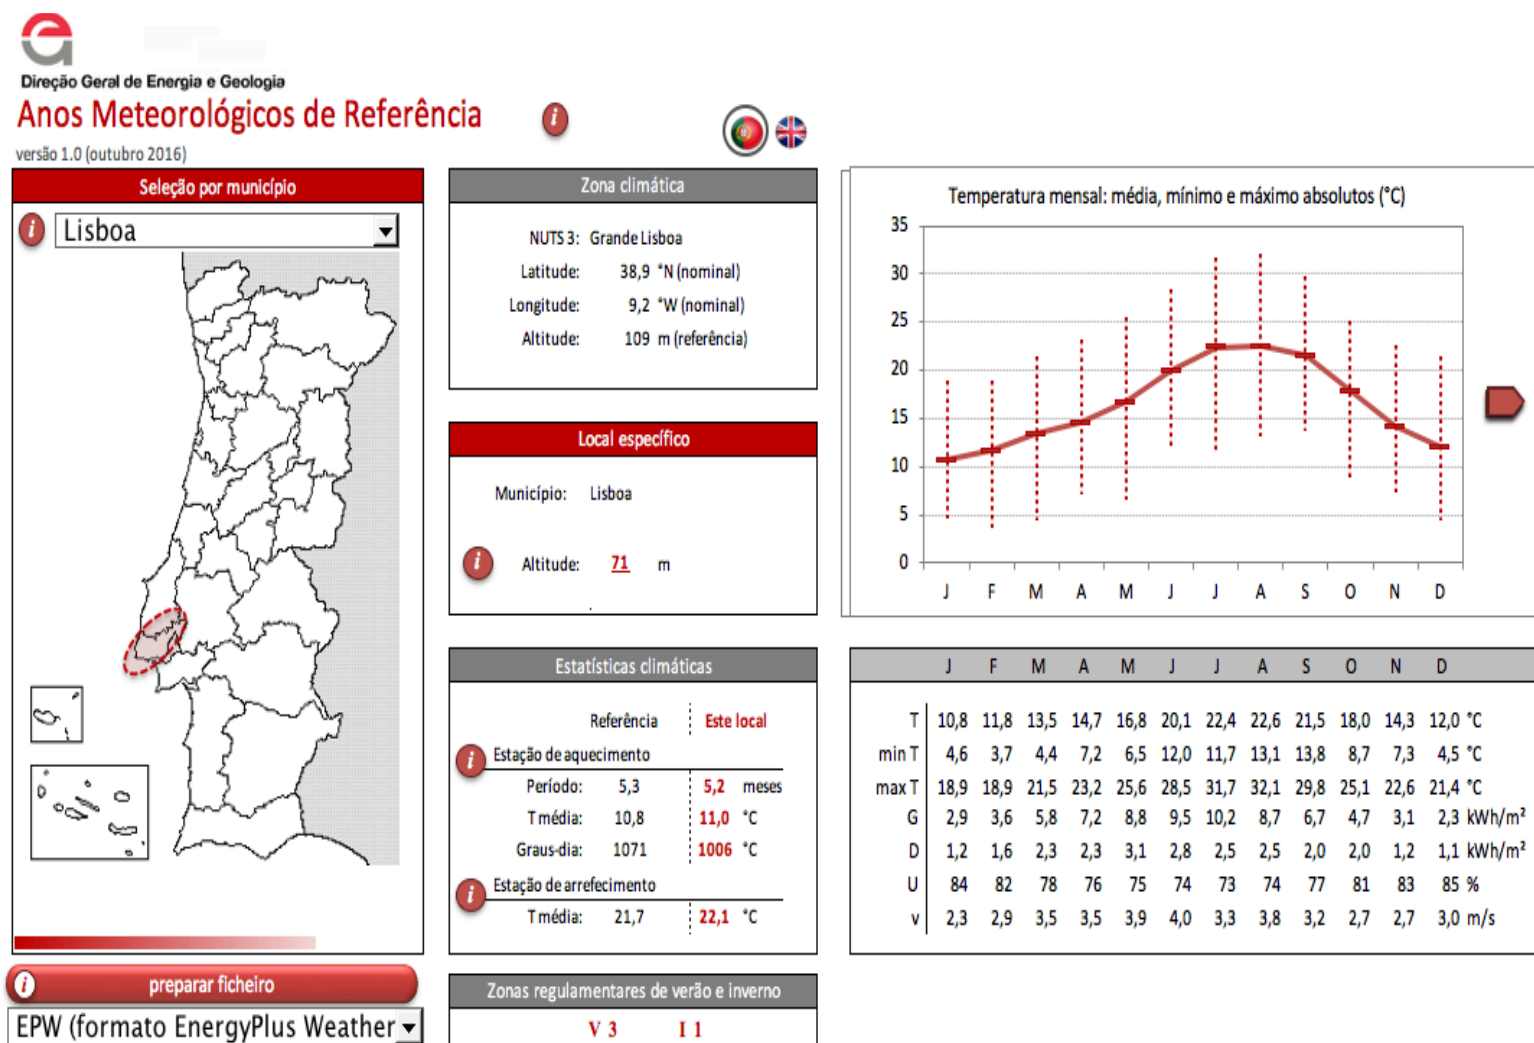 Direção Geral de Energia e Geologia
Anos Meteorológicos de Referência
i
versão 1.0 (outubro 2016)
Seleção por município
i
Lisboa
Zona climática
NUTS 3: Grande Lisboa
Latitude: 38,9 °N (nominal)
Longitude: 9,2 °W (nominal)
Altitude: 109 m (referência)
Local específico
Município: Lisboa
i
Altitude: 71 m
Estatísticas climáticas
Referência Este local
i
Estação de aquecimento
Período: 5,3 5,2 meses
T média: 10,8 11,0 °C
Graus-dia: 1071 1006 °C
i
Estação de arrefecimento
T média: 21,7 22,1 °C
Temperatura mensal: média, mínimo e máximo absolutos (°C)
35
30
25
20
15
10
5
0
J F M A M J J A S O N D
J F M A M J J A S O N D
T 10,8 11,8 13,5 14,7 16,8 20,1 22,4 22,6 21,5 18,0 14,3 12,0 °C
min T 4,6 3,7 4,4 7,2 6,5 12,0 11,7 13,1 13,8 8,7 7,3 4,5 °C
max T 18,9 18,9 21,5 23,2 25,6 28,5 31,7 32,1 29,8 25,1 22,6 21,4 °C
G 2,9 3,6 5,8 7,2 8,8 9,5 10,2 8,7 6,7 4,7 3,1 2,3 kWh/m²
D 1,2 1,6 2,3 2,3 3,1 2,8 2,5 2,5 2,0 2,0 1,2 1,1 kWh/m²
U 84 82 78 76 75 74 73 74 77 81 83 85 %
v 2,3 2,9 3,5 3,5 3,9 4,0 3,3 3,8 3,2 2,7 2,7 3,0 m/s
i
preparar ficheiro
EPW (formato EnergyPlus Weather
Zonas regulamentares de verão e inverno
V 3 I 1